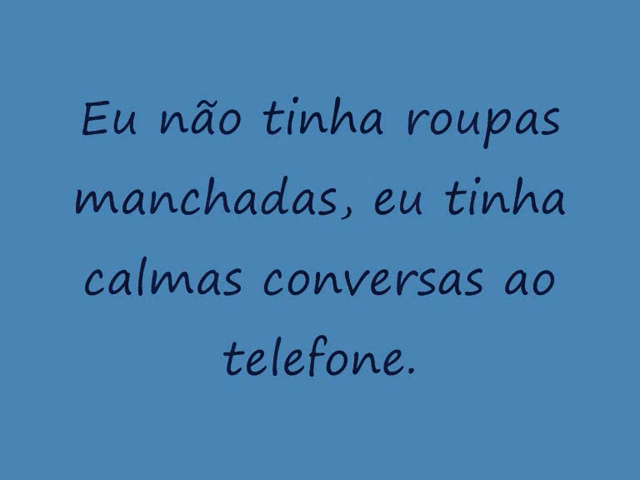 Eu não tinha roupas
manchadas, eu tinha
calmas conversas ao
telefone.